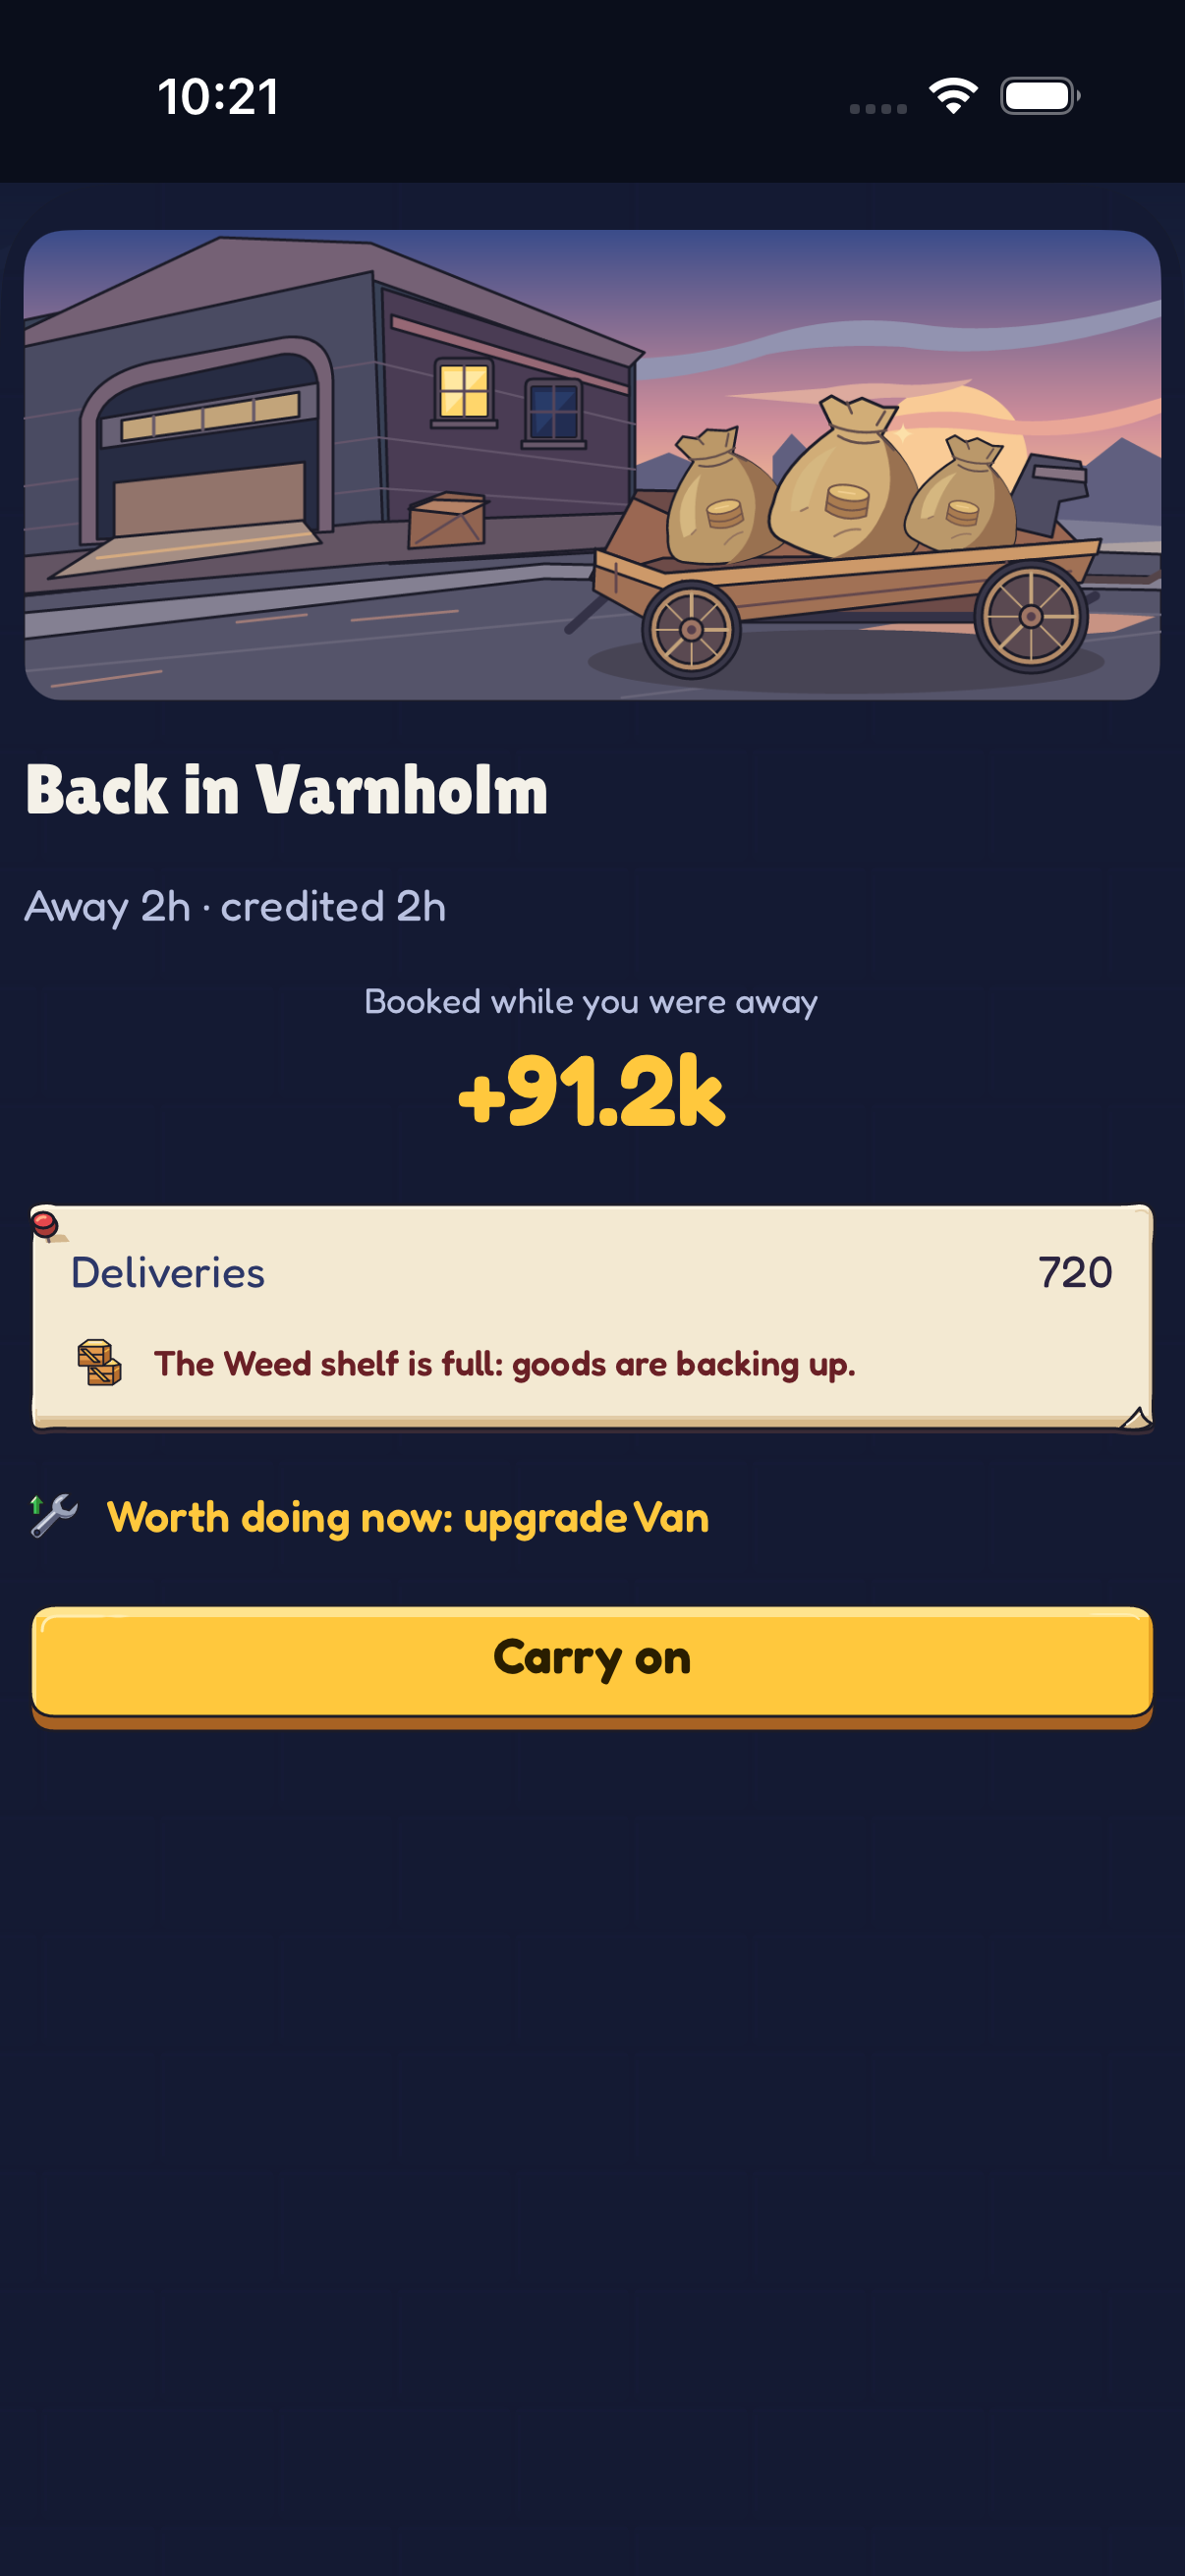 10:21
Back in Varnholm
Away 2h · credited 2h
Booked while you were away
+91.2k
Deliveries 720
The Weed shelf is full: goods are backing up.
Worth doing now: upgrade Van
Carry on